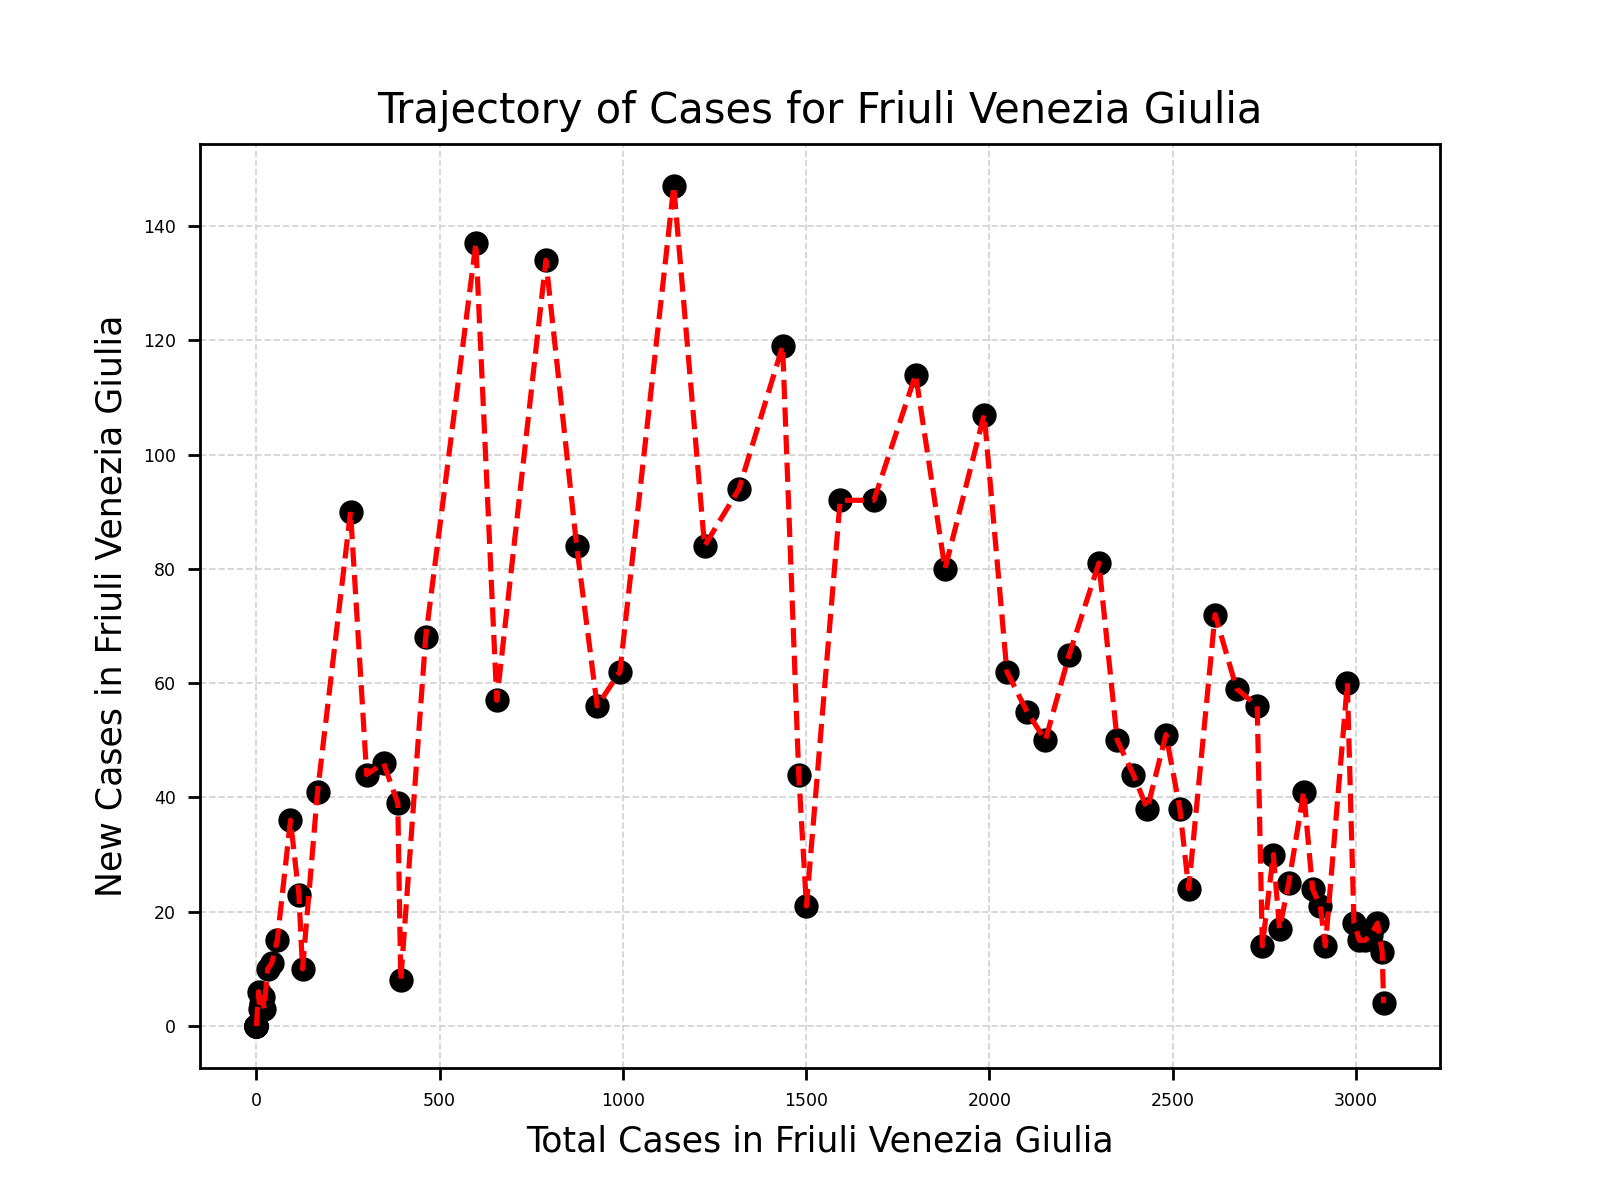 Trajectory of Cases for Friuli Venezia Giulia
New Cases in Friuli Venezia Giulia
140
120
100
80
60
40
20
0
0 500 1000 1500 2000 2500 3000
Total Cases in Friuli Venezia Giulia